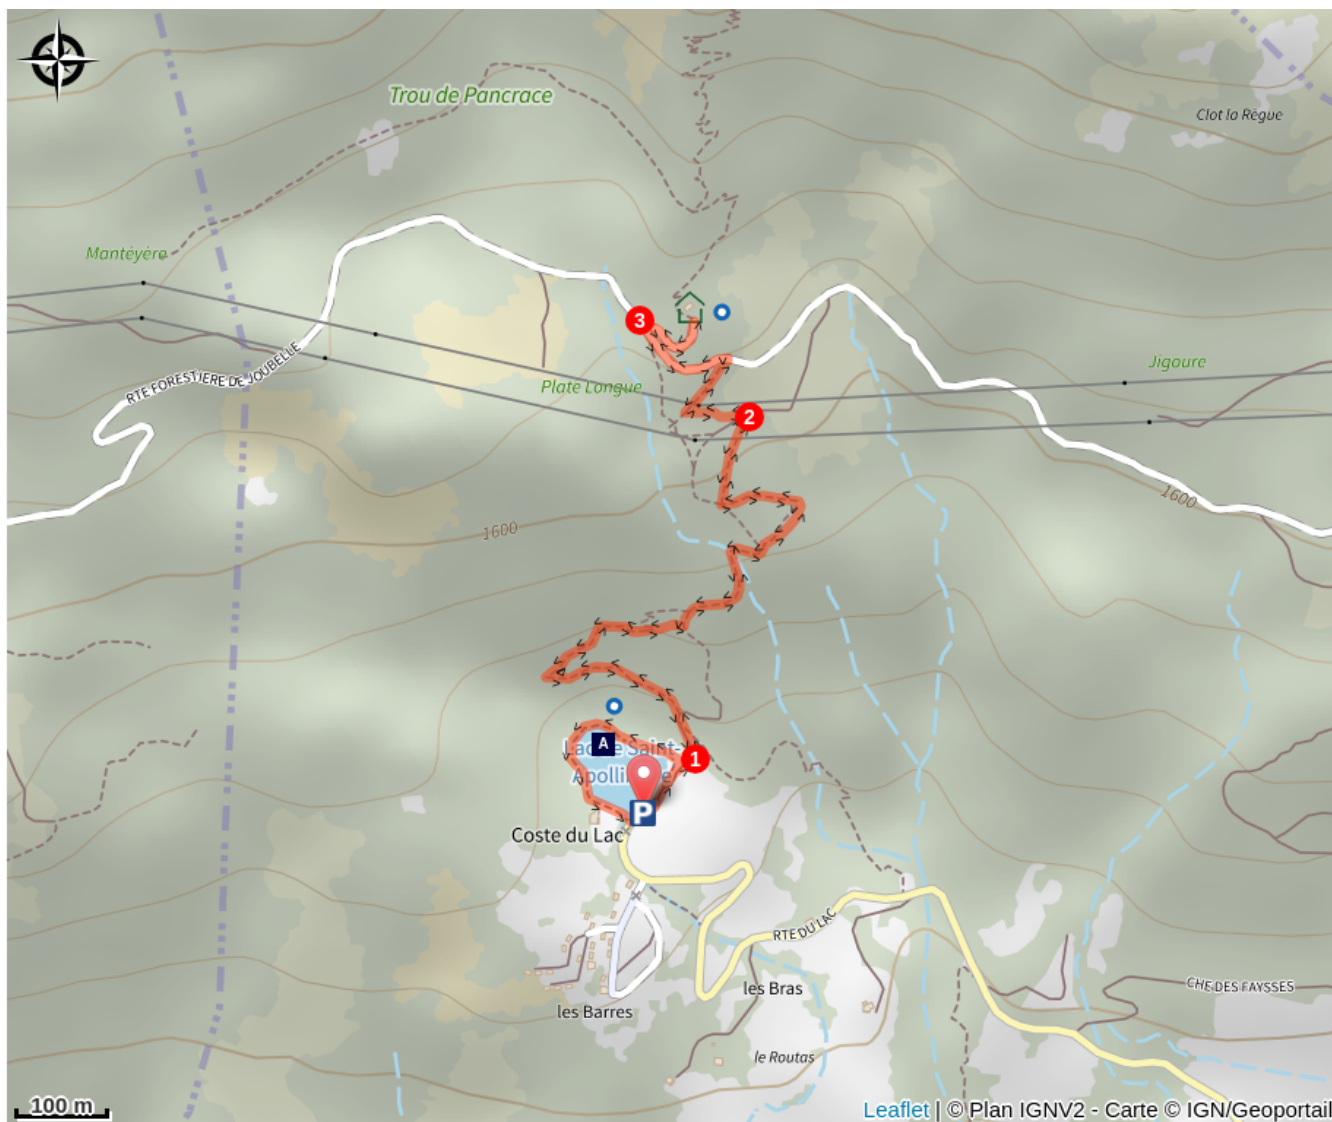 Trou de Pancrace
Clot la Règue
Mantéyère
3
RTE FORESTIERE DE JOUBELLE
Plate Longue
Jigoure
2
1600
1600
A
1
P
Coste du Lac
RTE DU LAC
les Bras
CHE DES FAYSSES
les Barres
le Routas
100 m
Leaflet | © Plan IGNV2 - Carte © IGN/Geoportail